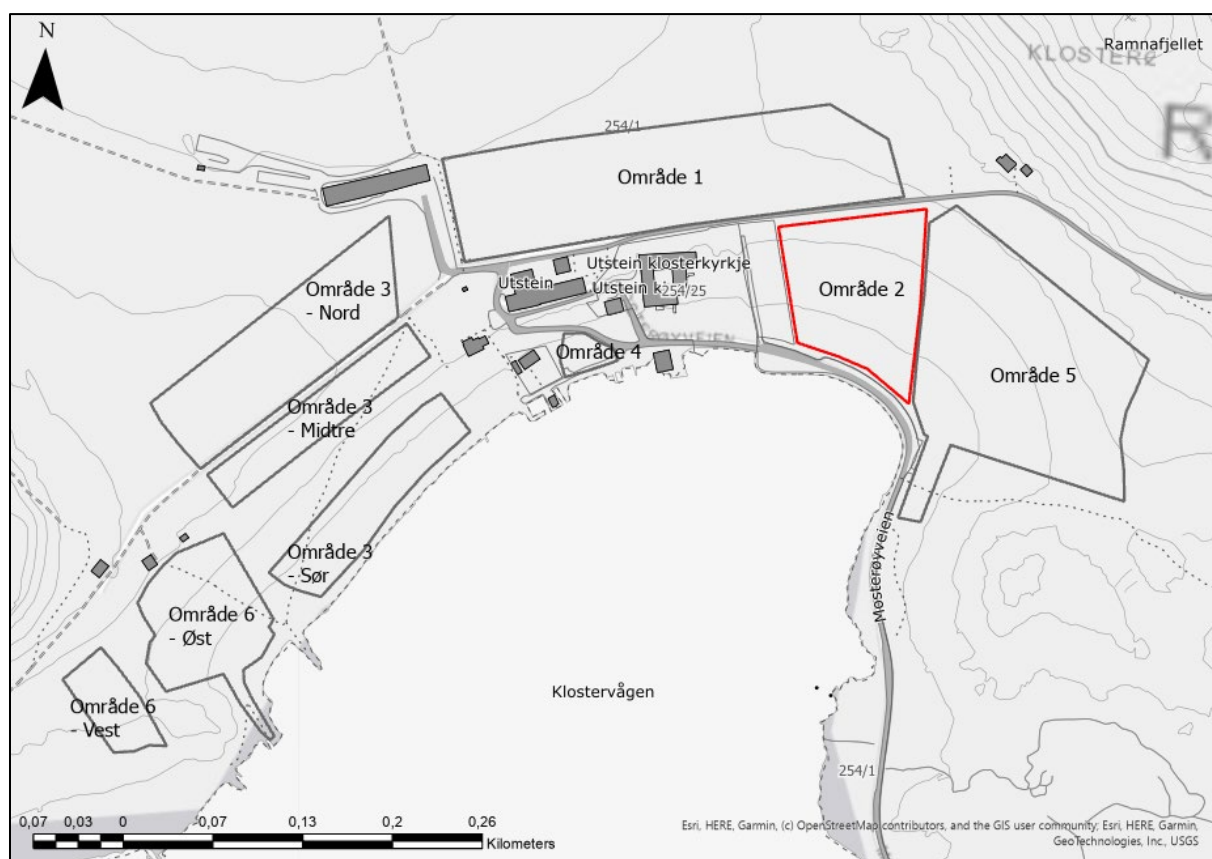 N
Ramnafjellet
KLOSTERØ
R
254/1
Område 1
Område 3
- Nord
Utstein klosterkyrkje
Utstein
Utstein k
254/25
Område 2
ØYVEIEN
Område 4
Område 5
Område 3
- Midtre
Område 3
- Sør
Mosterøyveien
Område 6
- Øst
Klostervågen
Område 6
- Vest
254/1
0,07 0,03 0 0,07 0,13 0,2 0,26
Kilometers
Esri, HERE, Garmin, (c) OpenStreetMap contributors, and the GIS user community, Esri, HERE, Garmin,
GeoTechnologies, Inc., USGS